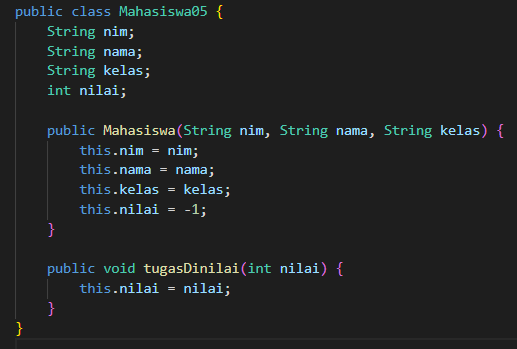 public class Mahasiswa05 {
    String nim;
    String nama;
    String kelas;
    int nilai;

    public Mahasiswa(String nim, String nama, String kelas) {
        this.nim = nim;
        this.nama = nama;
        this.kelas = kelas;
        this.nilai = -1;
    }

    public void tugasDinilai(int nilai) {
        this.nilai = nilai;
    }
}